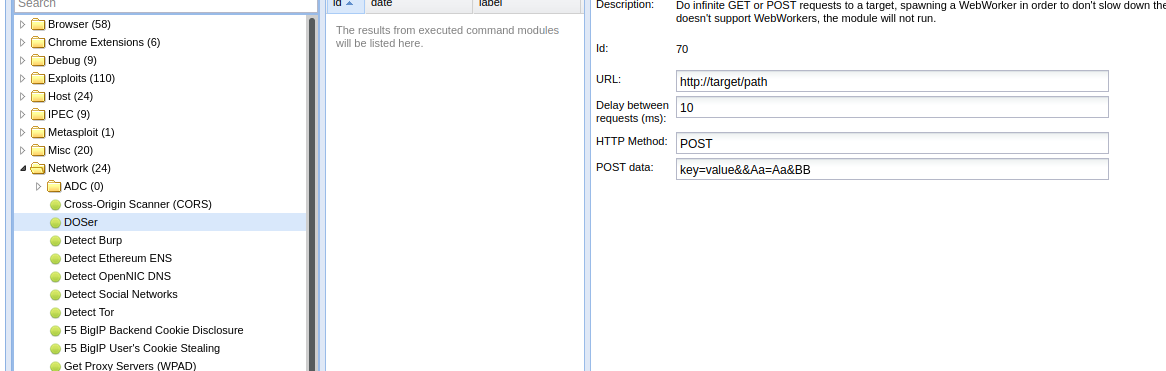 Search
Browser (58)
Chrome Extensions (6)
Debug (9)
Exploits (110)
Host (24)
IPEC (9)
Metasploit (1)
Misc (20)
Network (24)
ADC (0)
Cross-Origin Scanner (CORS)
DOSer
Detect Burp
Detect Ethereum ENS
Detect OpenNIC DNS
Detect Social Networks
Detect Tor
F5 BigIP Backend Cookie Disclosure
F5 BigIP User's Cookie Stealing
Get Proxy Servers (WPAD)
id date label
The results from executed command modules
will be listed here.
Description: Do infinite GET or POST requests to a target, spawning a WebWorker in order to don't slow down the
doesn't support WebWorkers, the module will not run.
Id: 70
URL: http://target/path
Delay between
requests (ms): 10
HTTP Method: POST
POST data: key=value&&Aa=Aa&BB